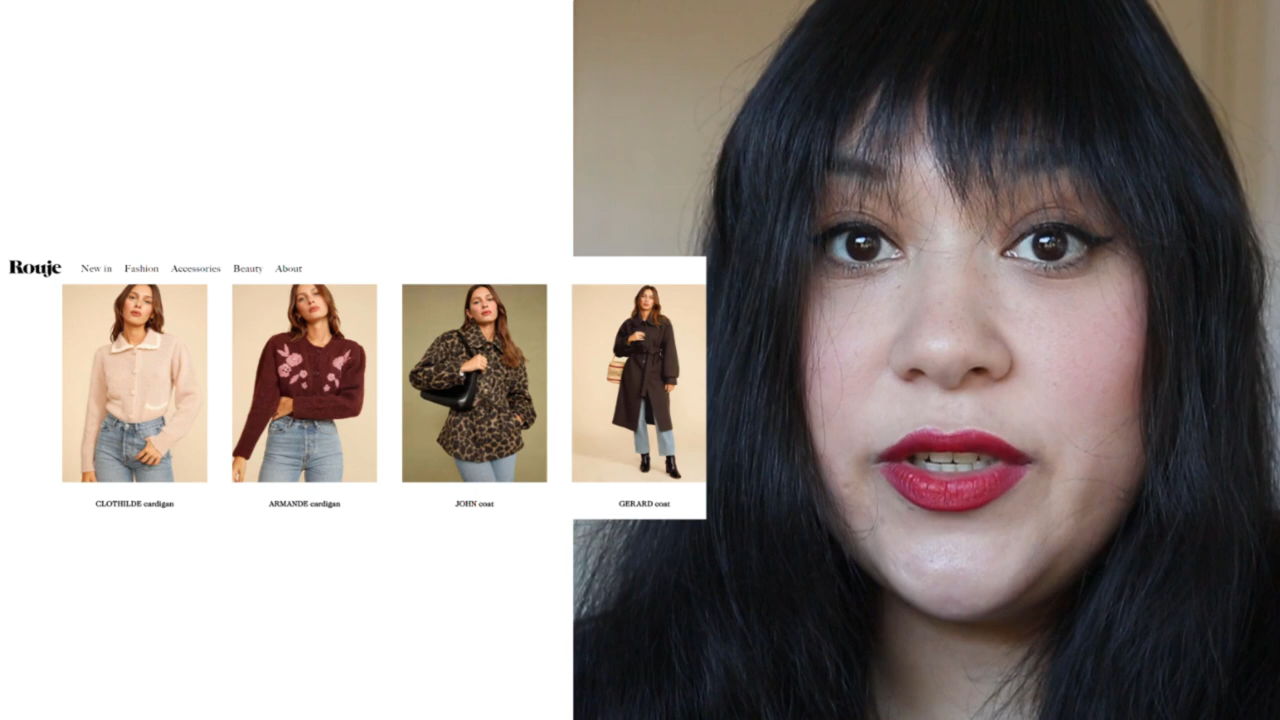 Rouje New in Fashion Accessories Beauty About
CLOTHILDE cardigan ARMANDE cardigan JOHN coat GERARD coat